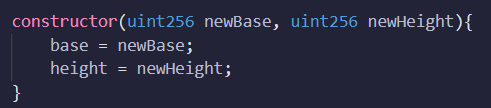 constructor(uint256 newBase, uint256 newHeight){
    base = newBase;
    height = newHeight;
}